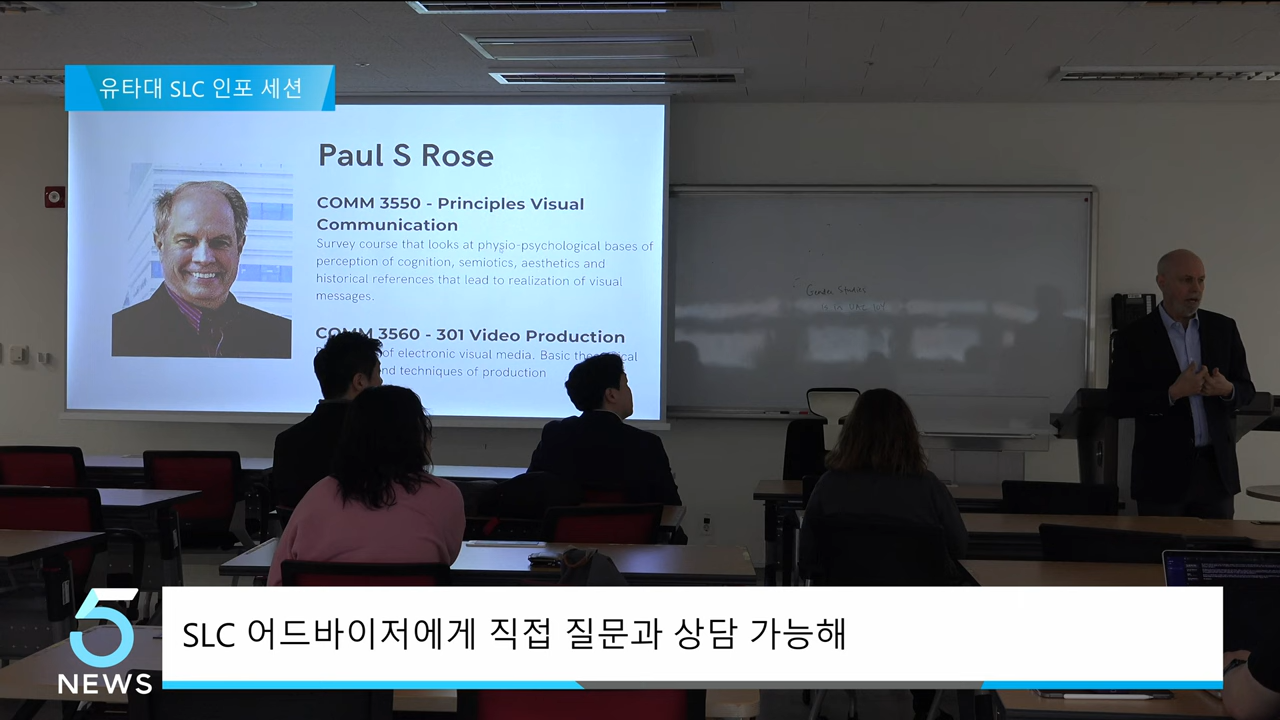 유타대 SLC 인포 세션
Paul S Rose
COMM 3550 - Principles Visual
Communication
Survey course that looks at physio-psychological bases of
perception of cognition, semiotics, aesthetics and
historical references that lead to realization of visual
messages.
COMM 3560 - 301 Video Production
of electronic visual media. Basic
techniques of production
Gender Studies
5
NEWS
SLC 어드바이저에게 직접 질문과 상담 가능해